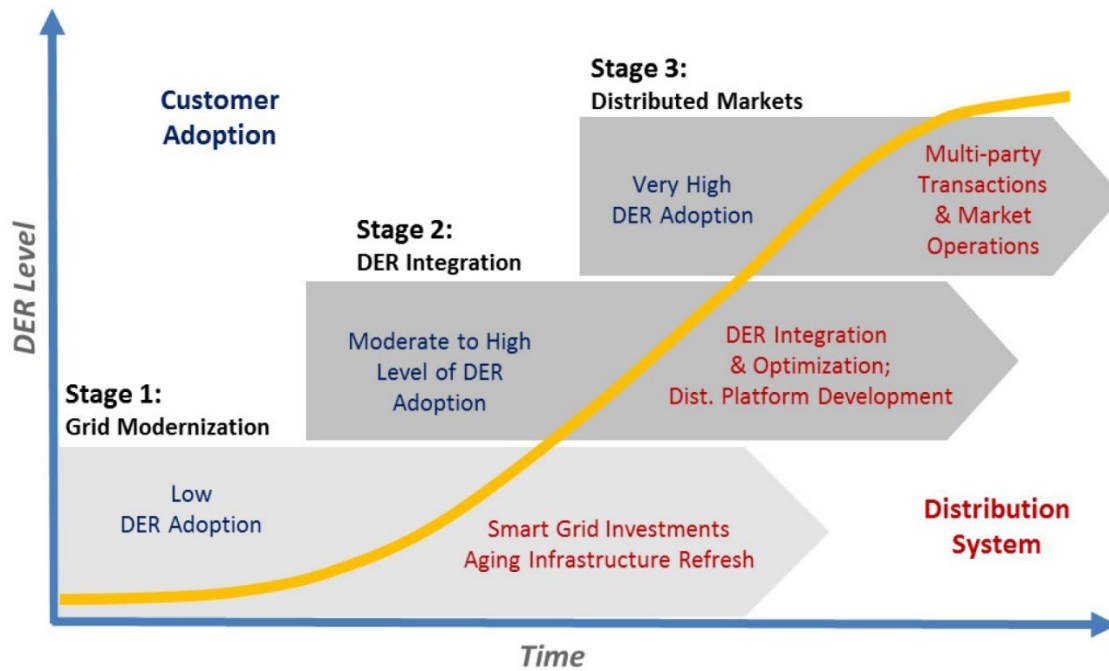 Customer
Adoption
Stage 3:
Distributed Markets
Very High
DER Adoption
Multi-party
Transactions
& Market
Operations
Stage 2:
DER Integration
Moderate to High
Level of DER
Adoption
DER Integration
& Optimization;
Dist. Platform Development
Stage 1:
Grid Modernization
Low
DER Adoption
Smart Grid Investments
Aging Infrastructure Refresh
Distribution
System
DER Level
Time